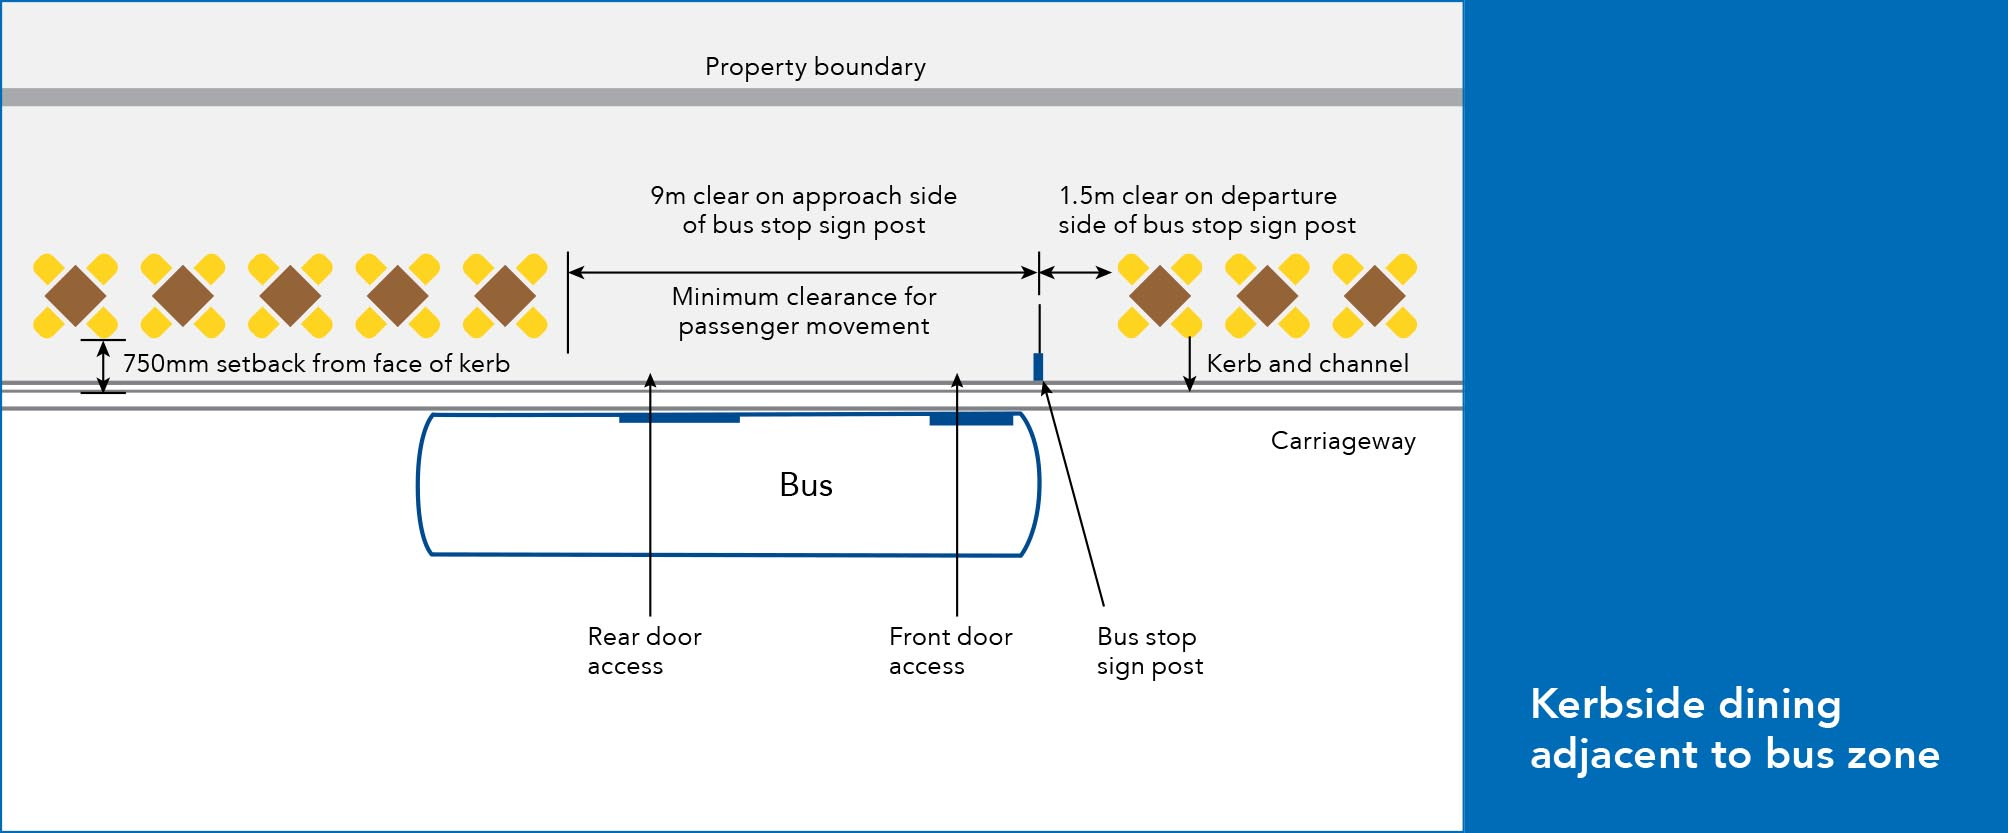 Property boundary
9m clear on approach side
of bus stop sign post
1.5m clear on departure
side of bus stop sign post
Minimum clearance for
passenger movement
750mm setback from face of kerb
Kerb and channel
Carriageway
Bus
Rear door
access
Front door
access
Bus stop
sign post
Kerbside dining
adjacent to bus zone